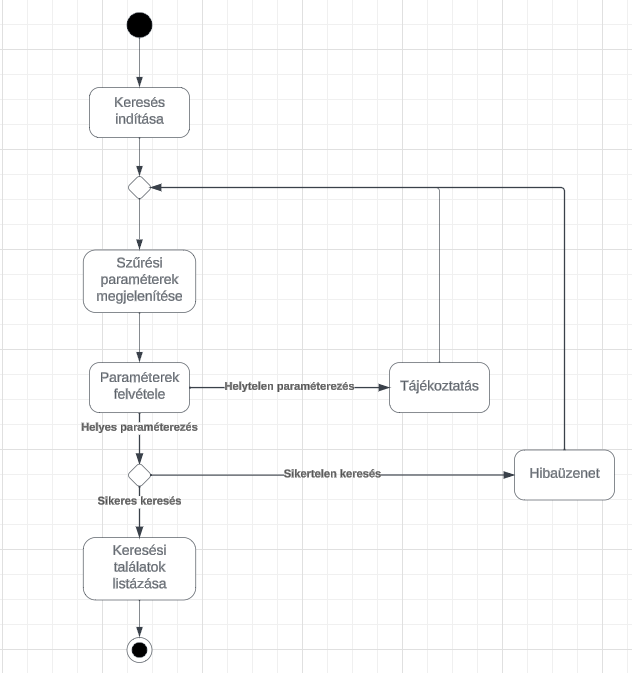 Keresés
indítása
Szűrési
paraméterek
megjelenítése
Paraméterek
felvétele
Helytelen paraméterezés
Tájékoztatás
Helyes paraméterezés
Sikertelen keresés
Hibaüzenet
Sikeres keresés
Keresési
találatok
listázása